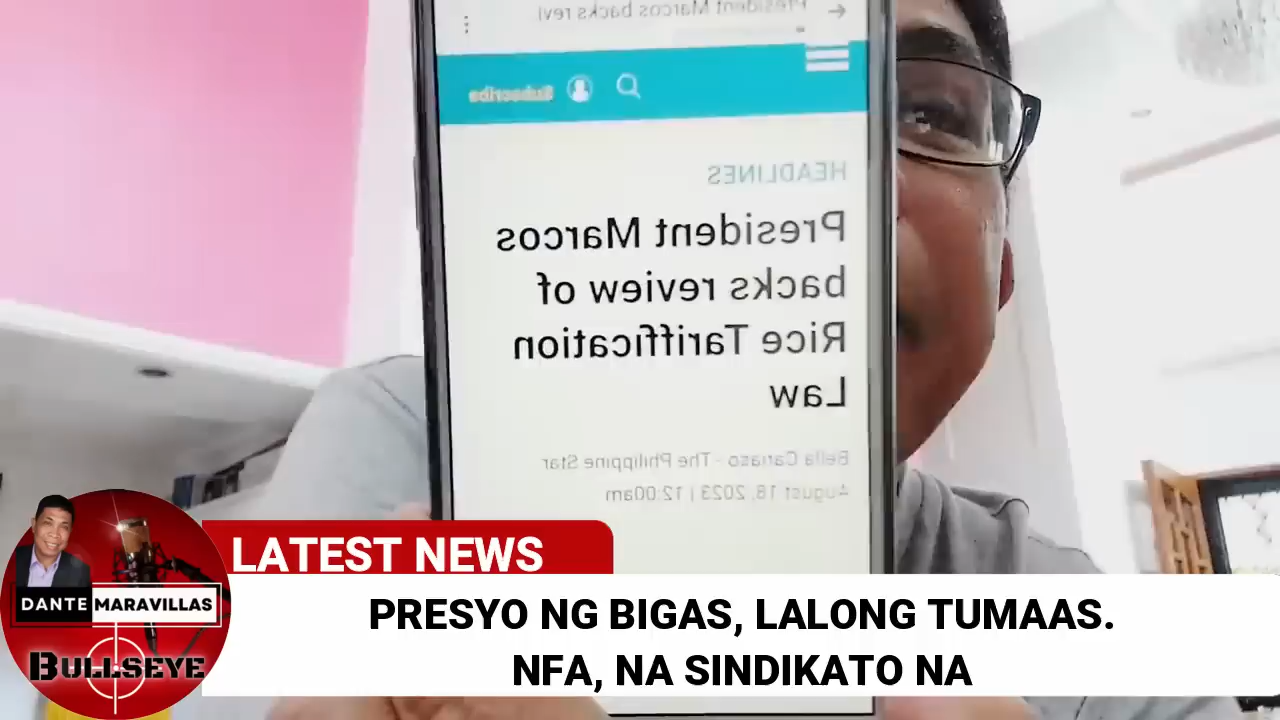 President Marcos backs revi
Subscribe
HEADLINES
President Marcos
backs review of
Rice Tariffication
Law
Bella Cariaso - The Philippine Star
August 18, 2023 | 12:00am
LATEST NEWS
DANTE MARAVILLAS
BULLSEYE
PRESYO NG BIGAS, LALONG TUMAAS.
NFA, NA SINDIKATO NA